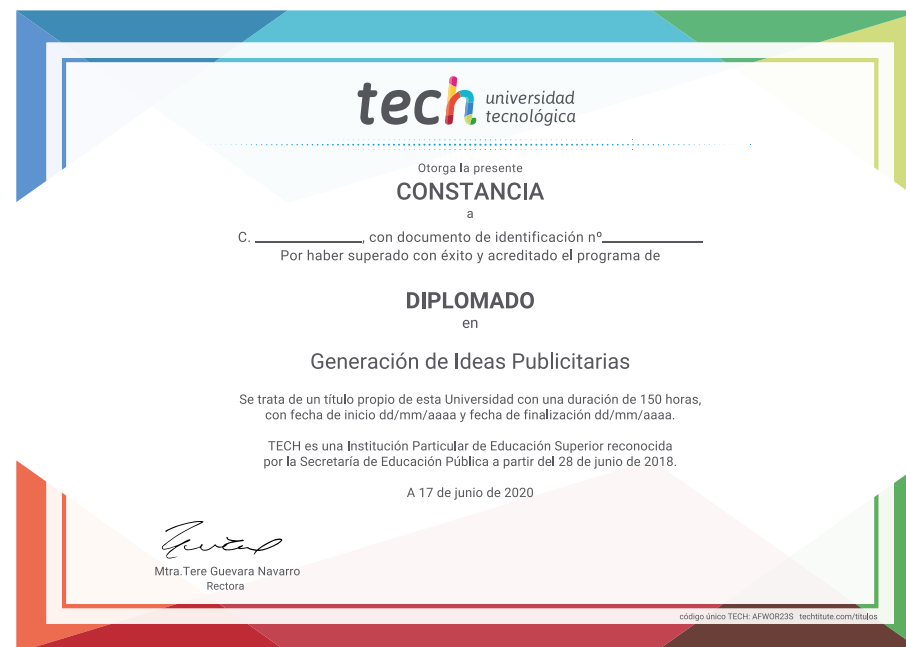 tech universidad
tecnológica
Otorga la presente
CONSTANCIA
a
C. ____________, con documento de identificación nº____________
Por haber superado con éxito y acreditado el programa de
DIPLOMADO
en
Generación de Ideas Publicitarias
Se trata de un título propio de esta Universidad con una duración de 150 horas,
con fecha de inicio dd/mm/aaaa y fecha de finalización dd/mm/aaaa.
TECH es una Institución Particular de Educación Superior reconocida
por la Secretaría de Educación Pública a partir del 28 de junio de 2018.
A 17 de junio de 2020
Mtra.Tere Guevara Navarro
Rectora
código único TECH: AFWOR23S techtitute.com/titulos